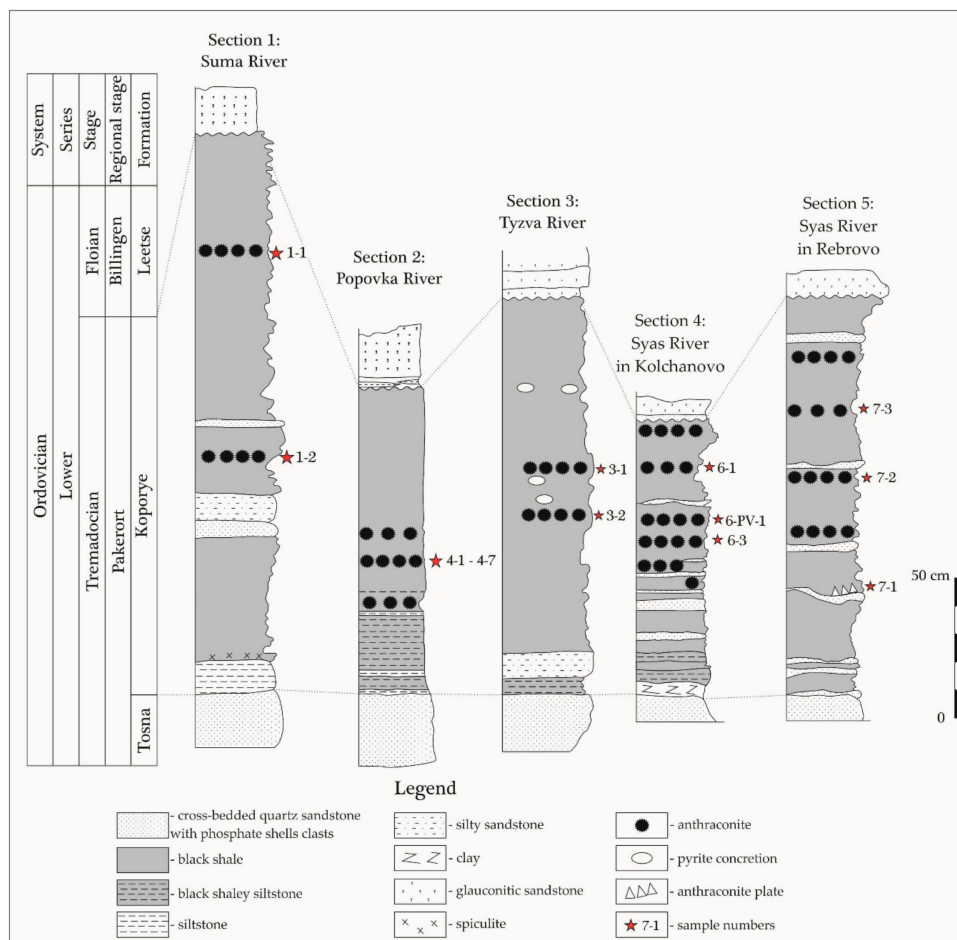 Section 1:
Suma River
System
Series
Stage
Regional stage
Formation
Section 3:
Tyzva River
Section 5:
Syas River
in Rebrovo
Floian
Billingen
Leetse
1-1
Section 2:
Popovka River
Section 4:
Syas River
in Kolchanovo
Ordovician
Lower
Tremadocian
Pakerort
Koporye
7-3
1-2
3-1
6-1
7-2
3-2
6-PV-1
6-3
4-1 - 4-7
50 cm
7-1
0
Tosna
Legend
- cross-bedded quartz sandstone
with phosphate shells clasts
- silty sandstone
- anthraconite
- black shale
- clay
- pyrite concretion
- black shaley siltstone
- glauconitic sandstone
- anthraconite plate
- siltstone
- spiculite
7-1 - sample numbers